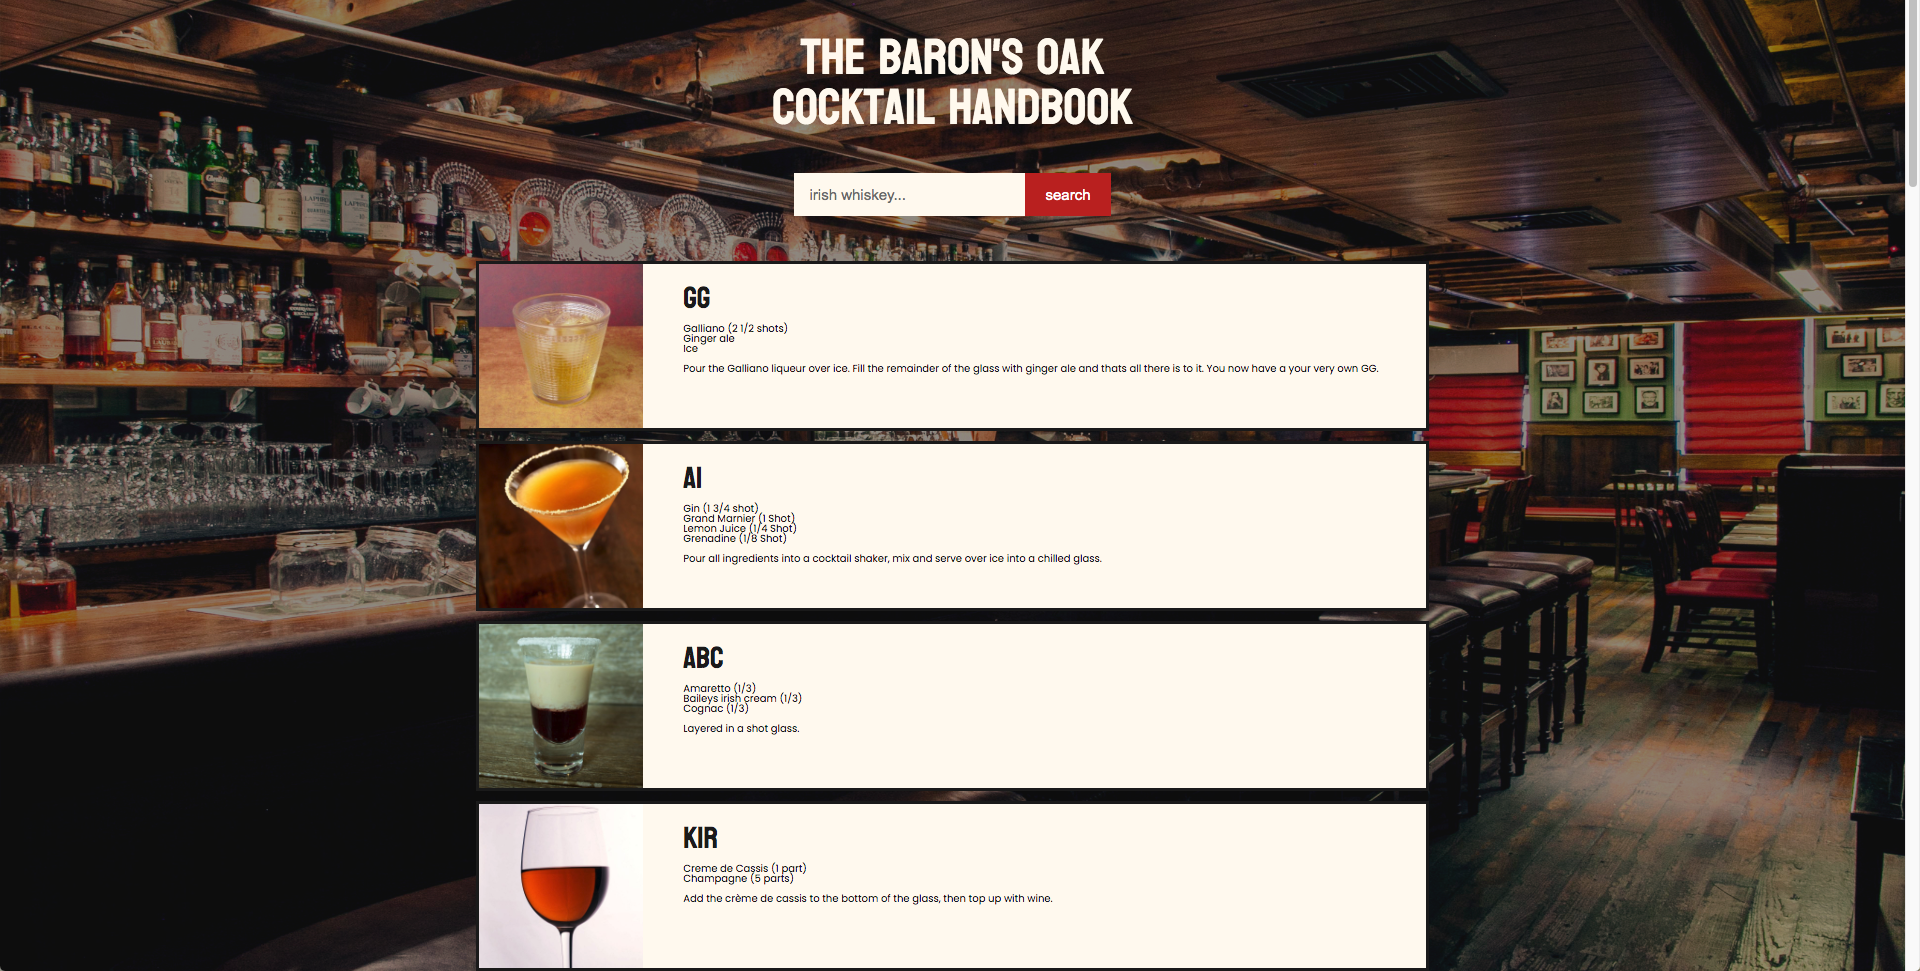 THE BARON'S OAK
COCKTAIL HANDBOOK
irish whiskey... search
GG
Galliano (2 1/2 shots)
Ginger ale
Ice
Pour the Galliano liqueur over ice. Fill the remainder of the glass with ginger ale and thats all there is to it. You now have a your very own GG.
A1
Gin (1 3/4 shot)
Grand Marnier (1 Shot)
Lemon Juice (1/4 Shot)
Grenadine (1/8 Shot)
Pour all ingredients into a cocktail shaker, mix and serve over ice into a chilled glass.
ABC
Amaretto (1/3)
Baileys irish cream (1/3)
Cognac (1/3)
Layered in a shot glass.
KIR
Creme de Cassis (1 part)
Champagne (5 parts)
Add the crème de cassis to the bottom of the glass, then top up with wine.